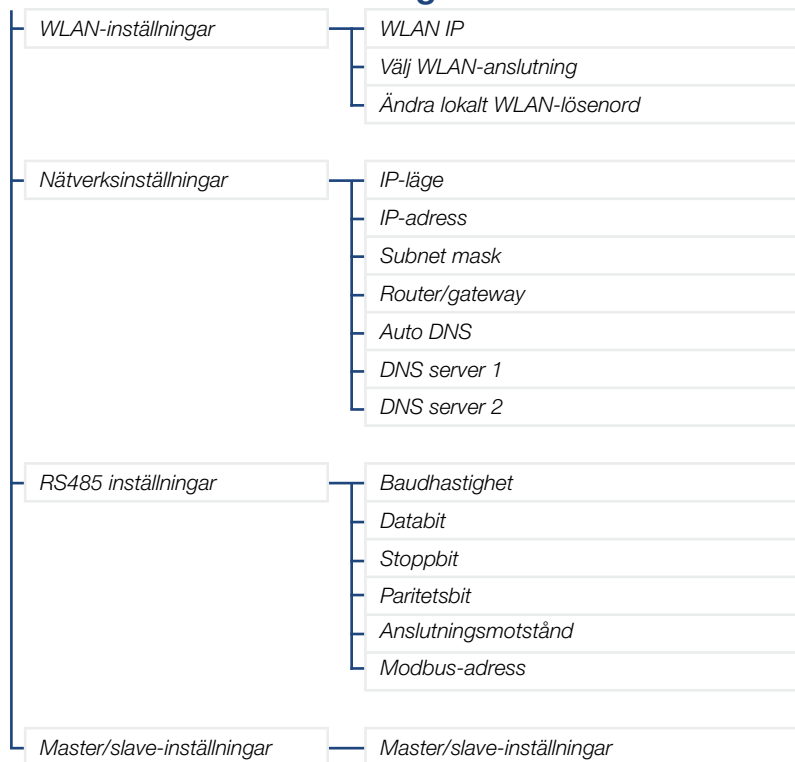 WLAN-inställningar
WLAN IP
Välj WLAN-anslutning
Ändra lokalt WLAN-lösenord
Nätverksinställningar
IP-läge
IP-adress
Subnet mask
Router/gateway
Auto DNS
DNS server 1
DNS server 2
RS485 inställningar
Baudhastighet
Databit
Stoppbit
Paritetsbit
Anslutningsmotstånd
Modbus-adress
Master/slave-inställningar
Master/slave-inställningar